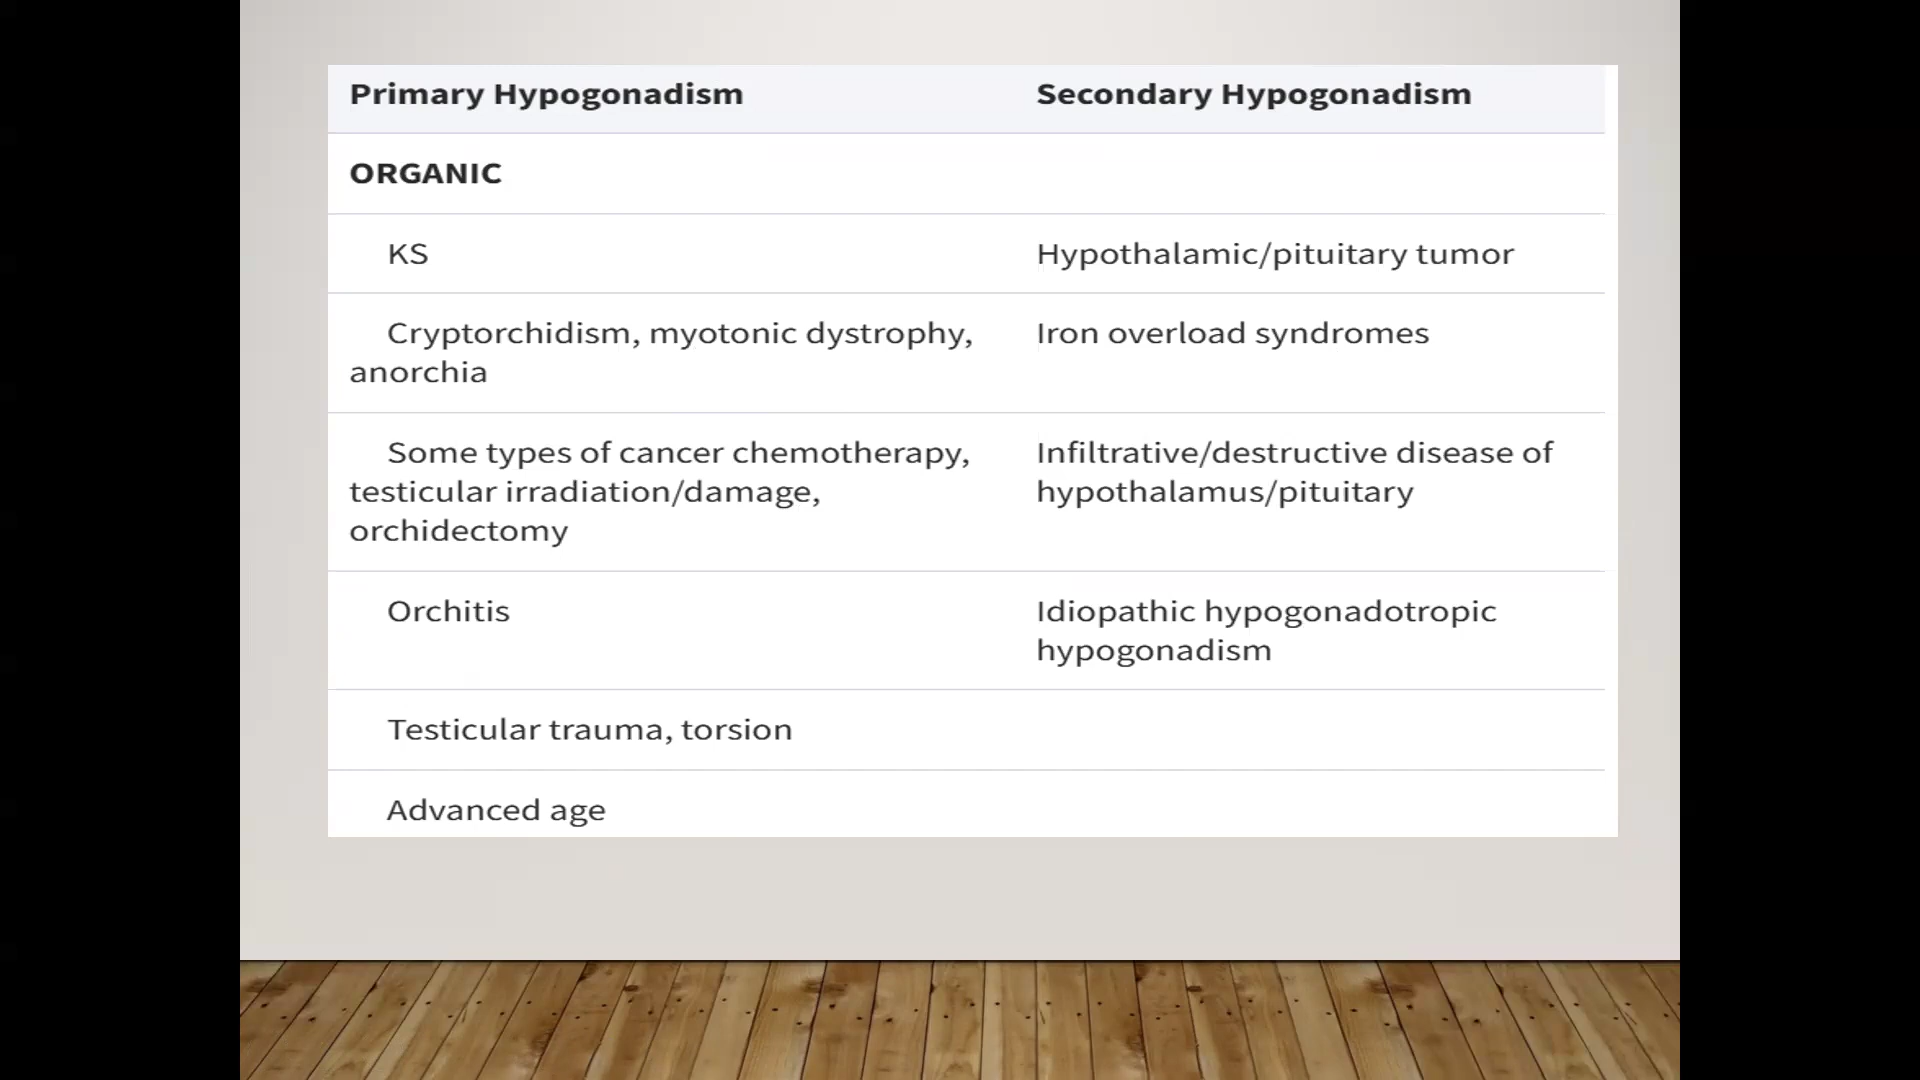 Primary Hypogonadism Secondary Hypogonadism
ORGANIC
KS Hypothalamic/pituitary tumor
Cryptorchidism, myotonic dystrophy, Iron overload syndromes
anorchia
Some types of cancer chemotherapy, Infiltrative/destructive disease of
testicular irradiation/damage, hypothalamus/pituitary
orchidectomy
Orchitis Idiopathic hypogonadotropic
hypogonadism
Testicular trauma, torsion
Advanced age